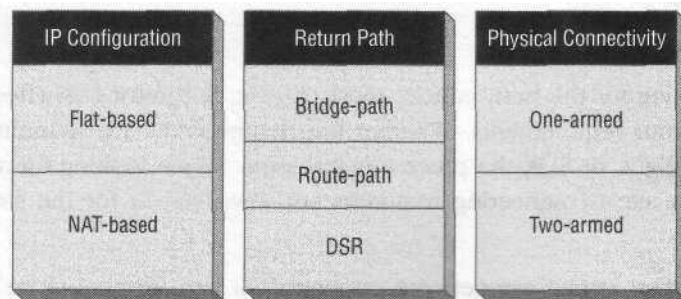 IP Configuration
Flat-based
NAT-based
Return Path
Bridge-path
Route-path
DSR
Physical Connectivity
One-armed
Two-armed